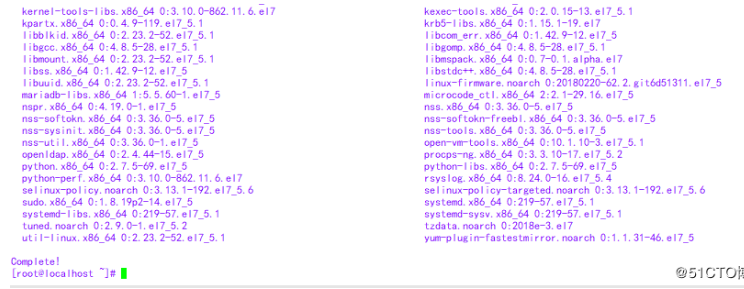 kernel-tools-libs.x86_64 0:3.10.0-862.11.6.el7 kexec-tools.x86_64 0:2.0.15-13.el7_5.1
kpartx.x86_64 0:0.4.9-119.el7_5.1 krb5-libs.x86_64 0:1.15.1-19.el7
libblkid.x86_64 0:2.23.2-52.el7_5.1 libcom_err.x86_64 0:1.42.9-12.el7_5
libgcc.x86_64 0:4.8.5-28.el7_5.1 libgomp.x86_64 0:4.8.5-28.el7_5.1
libmount.x86_64 0:2.23.2-52.el7_5.1 libmspack.x86_64 0:0.7-0.1.alpha.el7
libss.x86_64 0:1.42.9-12.el7_5 libstdc++.x86_64 0:4.8.5-28.el7_5.1
libuuid.x86_64 0:2.23.2-52.el7_5.1 linux-firmware.noarch 0:20180220-62.2.git6d51311.el7_5
mariadb-libs.x86_64 1:5.5.60-1.el7_5 microcode_ctl.x86_64 2:2.1-29.16.el7_5
nspr.x86_64 0:4.19.0-1.el7_5 nss.x86_64 0:3.36.0-5.el7_5
nss-softokn.x86_64 0:3.36.0-5.el7_5 nss-softokn-freebl.x86_64 0:3.36.0-5.el7_5
nss-sysinit.x86_64 0:3.36.0-5.el7_5 nss-tools.x86_64 0:3.36.0-5.el7_5
nss-util.x86_64 0:3.36.0-1.el7_5 open-vm-tools.x86_64 0:10.1.10-3.el7_5.1
openldap.x86_64 0:2.4.44-15.el7_5 procps-ng.x86_64 0:3.3.10-17.el7_5.2
python.x86_64 0:2.7.5-69.el7_5 python-libs.x86_64 0:2.7.5-69.el7_5
python-perf.x86_64 0:3.10.0-862.11.6.el7 rsyslog.x86_64 0:8.24.0-16.el7_5.4
selinux-policy.noarch 0:3.13.1-192.el7_5.6 selinux-policy-targeted.noarch 0:3.13.1-192.el7_5.6
sudo.x86_64 0:1.8.19p2-14.el7_5 systemd.x86_64 0:219-57.el7_5.1
systemd-libs.x86_64 0:219-57.el7_5.1 systemd-sysv.x86_64 0:219-57.el7_5.1
tuned.noarch 0:2.9.0-1.el7_5.2 tzdata.noarch 0:2018e-3.el7
util-linux.x86_64 0:2.23.2-52.el7_5.1 yum-plugin-fastestmirror.noarch 0:1.1.31-46.el7_5
Complete!
[root@localhost ~]#
@51CTO博